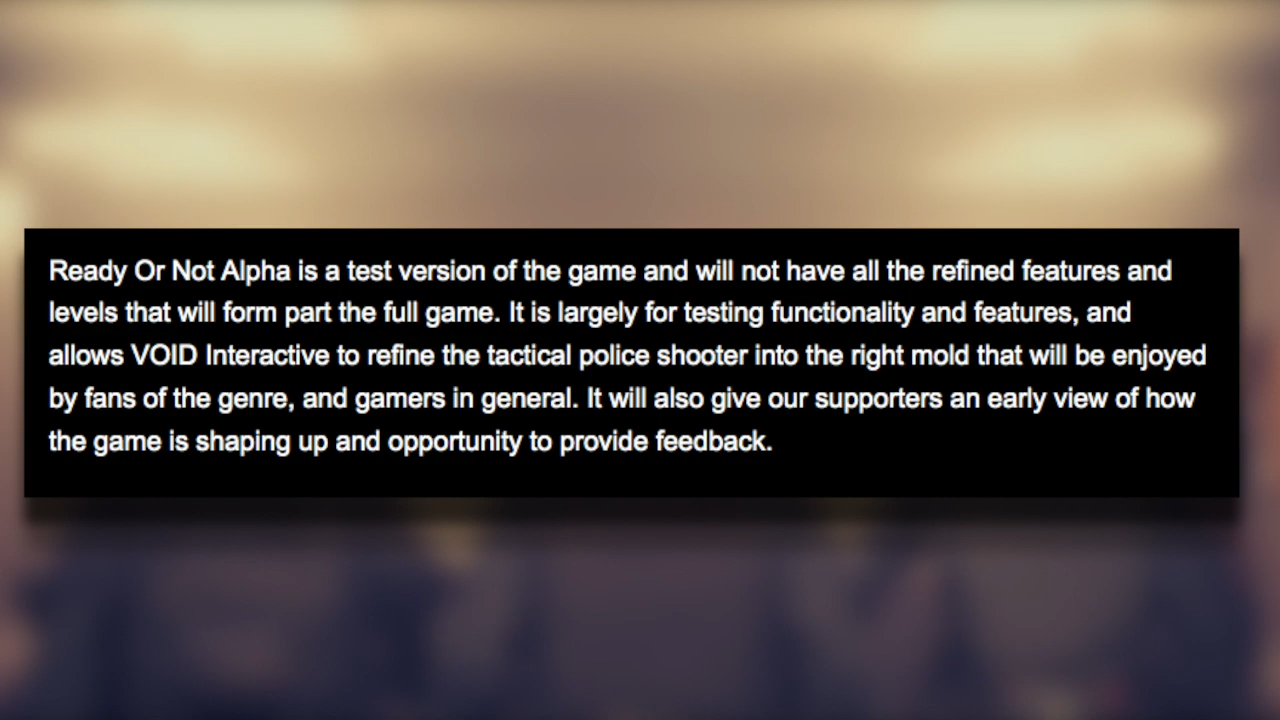 Ready Or Not Alpha is a test version of the game and will not have all the refined features and
levels that will form part the full game. It is largely for testing functionality and features, and
allows VOID Interactive to refine the tactical police shooter into the right mold that will be enjoyed
by fans of the genre, and gamers in general. It will also give our supporters an early view of how
the game is shaping up and opportunity to provide feedback.